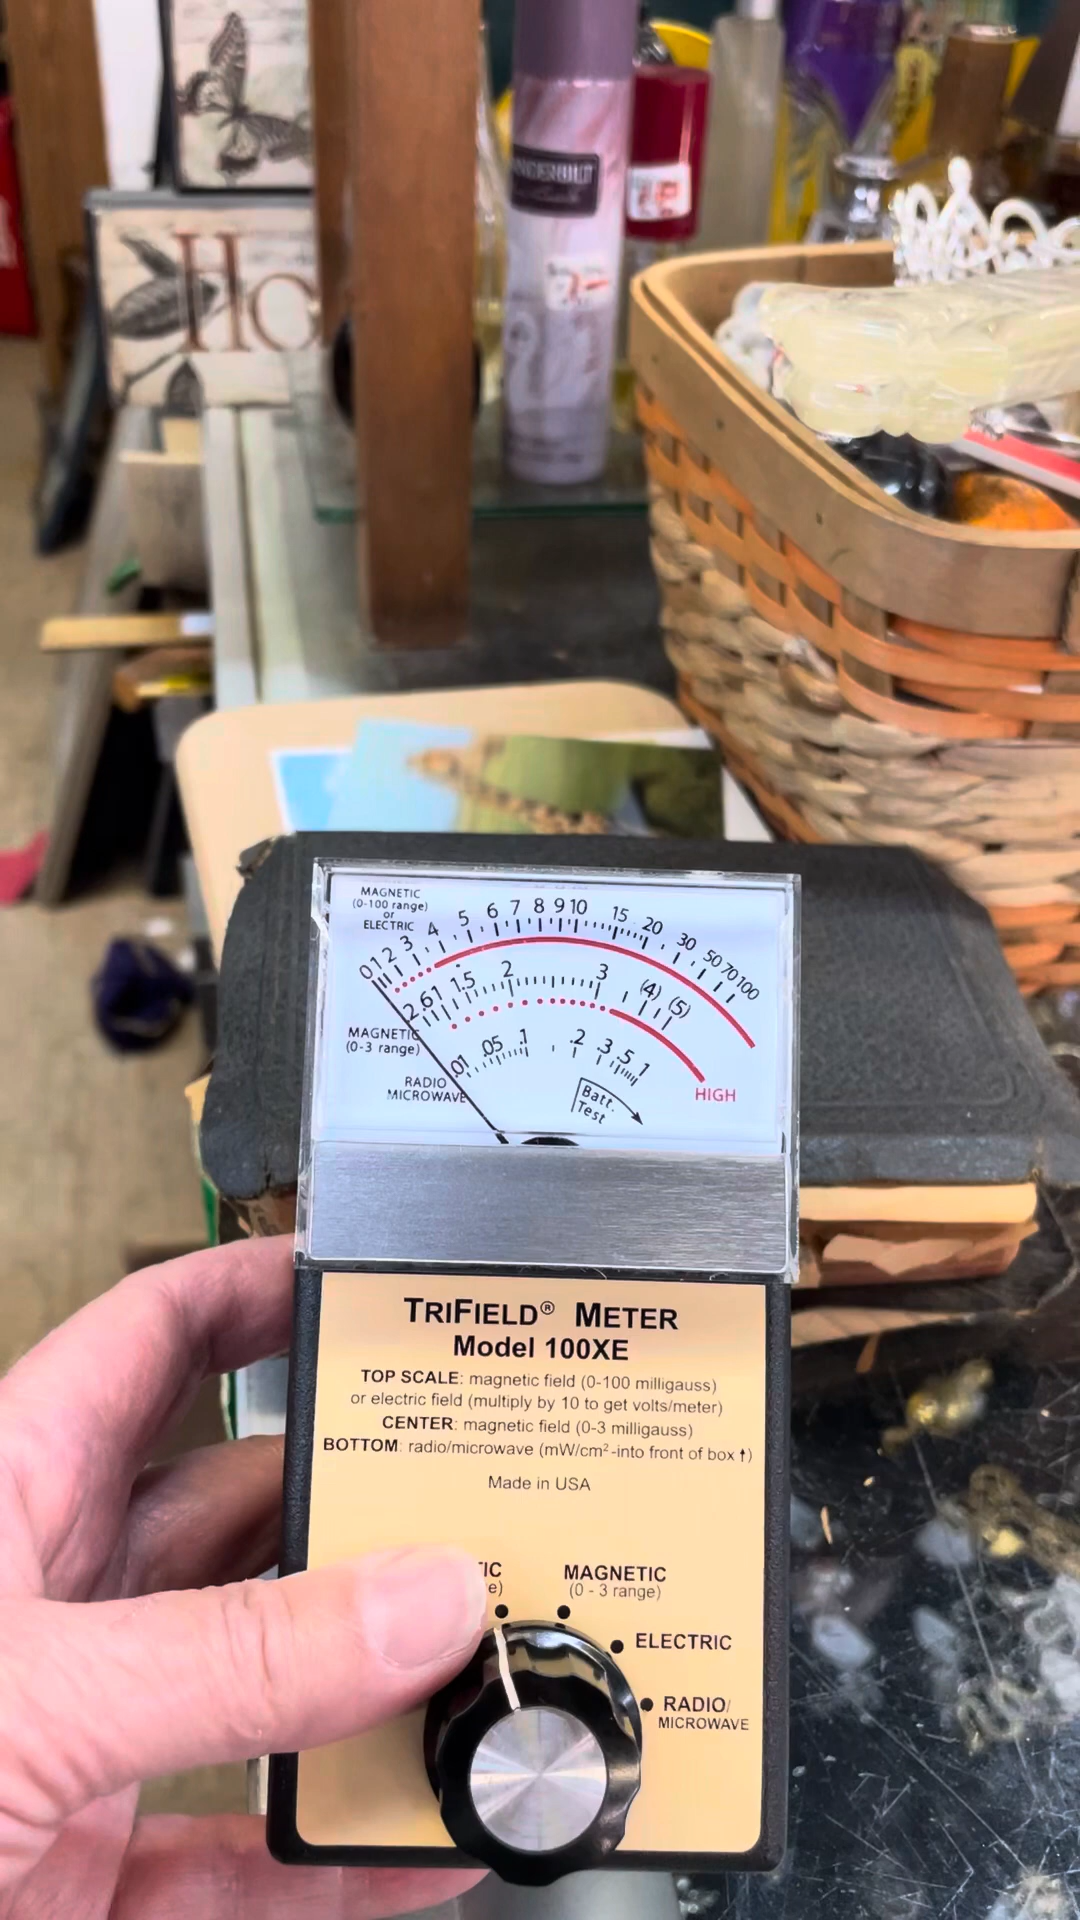 Ho
MAGNETIC
(0-100 range)
or
ELECTRIC
0 1 2 3 4 5 6 7 8 9 10 15 20 30 50 70 100
.2 .6 1 1.5 2 3 (4) (5)
MAGNETIC
(0-3 range)
.01 .05 .1 .2 .3 .5 1
RADIO
MICROWAVE
Batt.
Test
HIGH
TRIFIELD® METER
Model 100XE
TOP SCALE: magnetic field (0-100 milligauss)
or electric field (multiply by 10 to get volts/meter)
CENTER: magnetic field (0-3 milligauss)
BOTTOM: radio/microwave (mW/cm²-into front of box ↑)
Made in USA
MAGNETIC
(0 - 3 range)
ELECTRIC
RADIO/
MICROWAVE